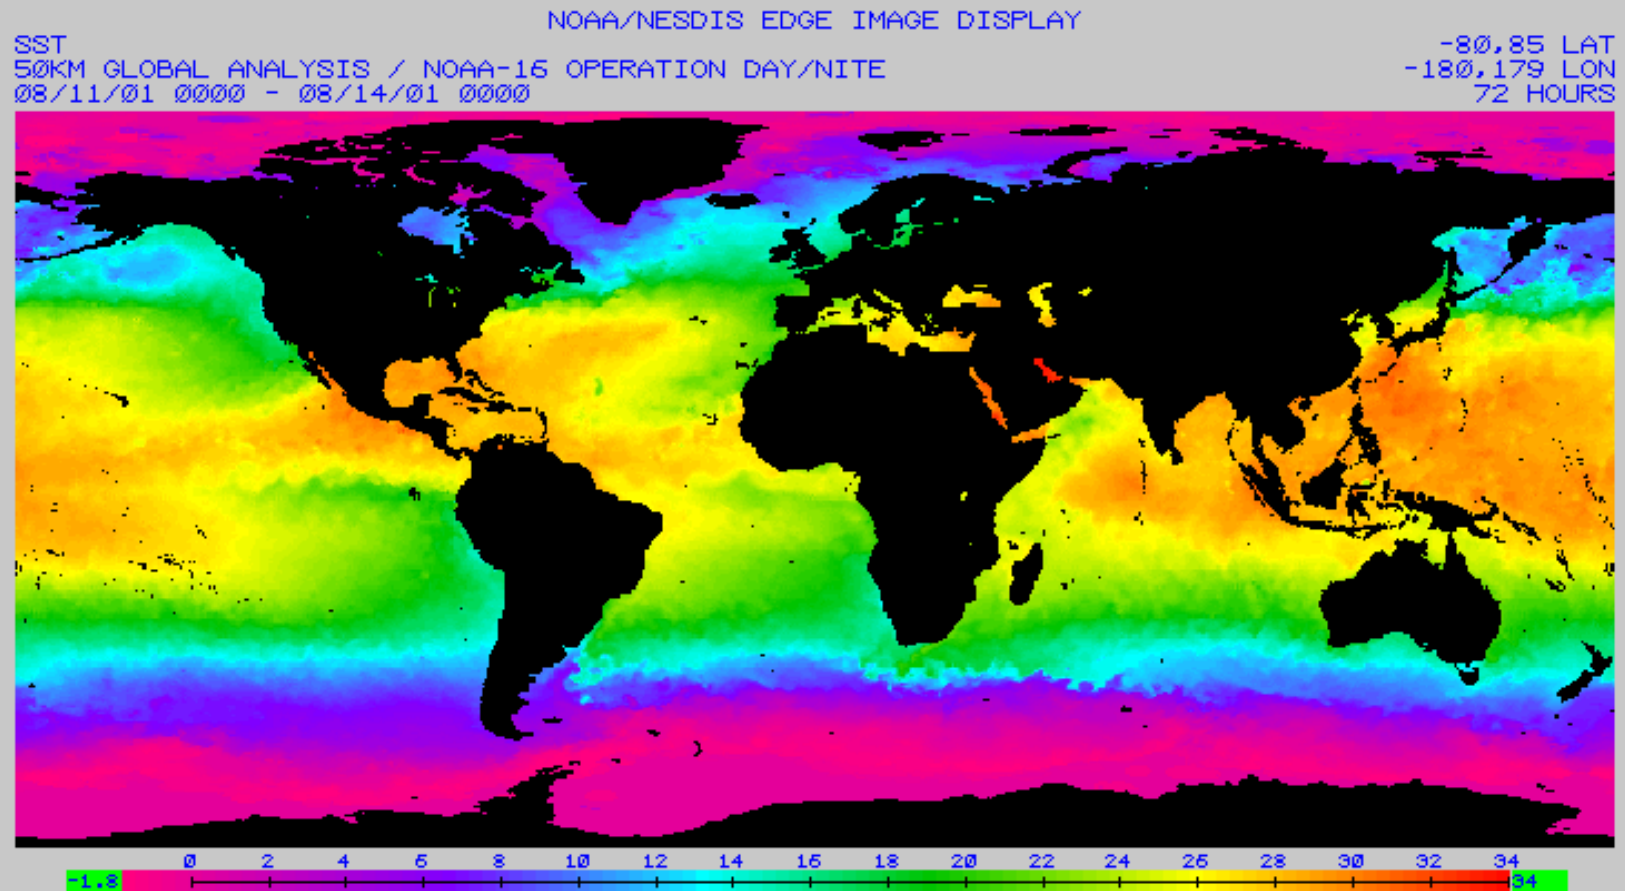 NOAA/NESDIS EDGE IMAGE DISPLAY
SST
-80,85 LAT
50KM GLOBAL ANALYSIS / NOAA-16 OPERATION DAY/NITE
-180,179 LON
08/11/01 0000 - 08/14/01 0000
72 HOURS
0 2 4 6 8 10 12 14 16 18 20 22 24 26 28 30 32 34
-1.8 34